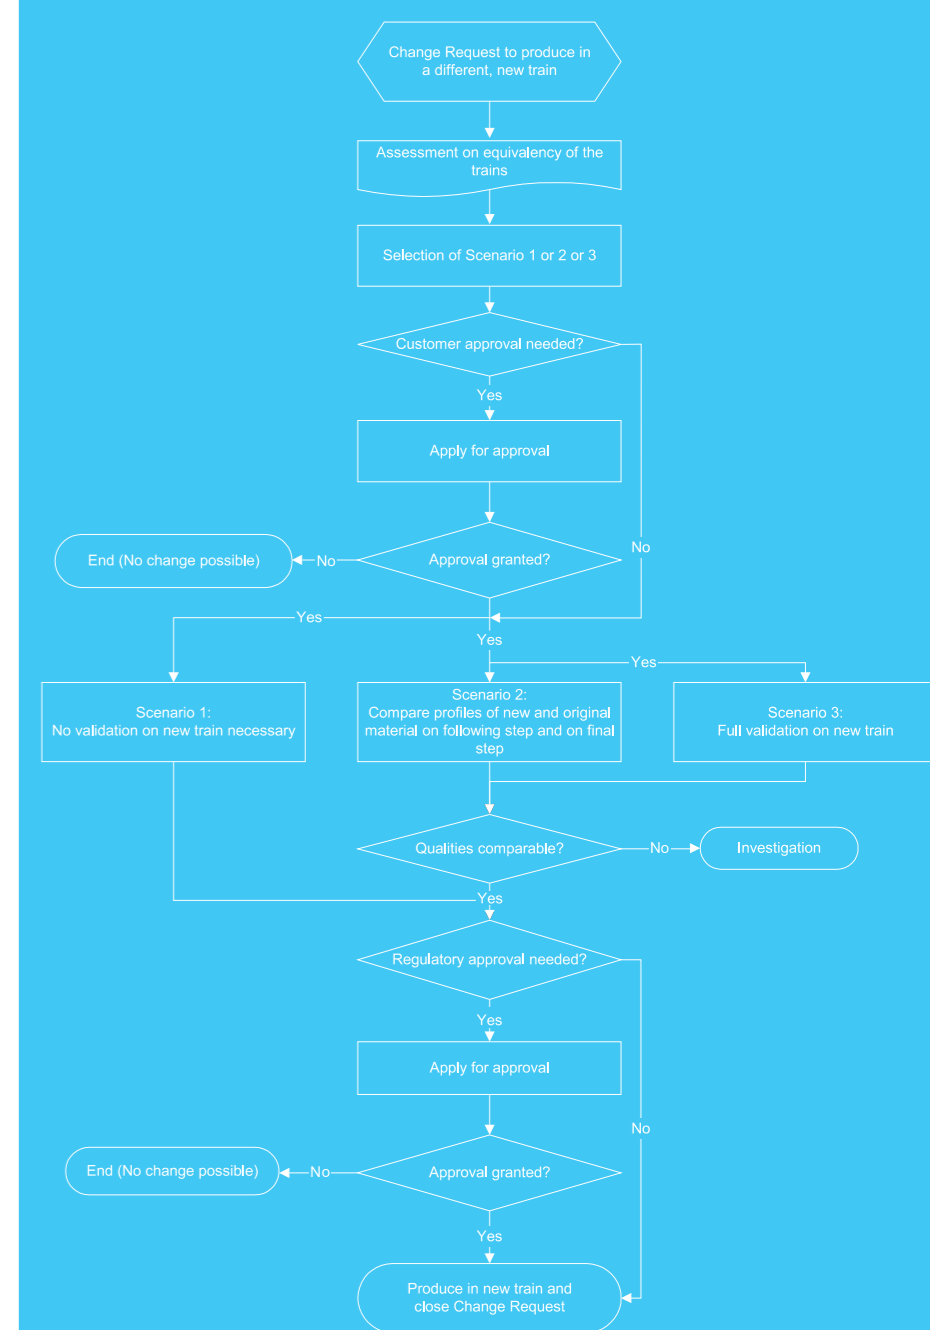 Change Request to produce in
a different, new train
Assessment on equivalency of the
trains
Selection of Scenario 1 or 2 or 3
Customer approval needed?
Yes
Apply for approval
No
End (No change possible)
No
Approval granted?
Yes
Yes
Yes
Scenario 1:
No validation on new train necessary
Scenario 2:
Compare profiles of new and original
material on following step and on final
step
Scenario 3:
Full validation on new train
Qualities comparable?
No
Investigation
Yes
Regulatory approval needed?
Yes
Apply for approval
No
End (No change possible)
No
Approval granted?
Yes
Produce in new train and
close Change Request